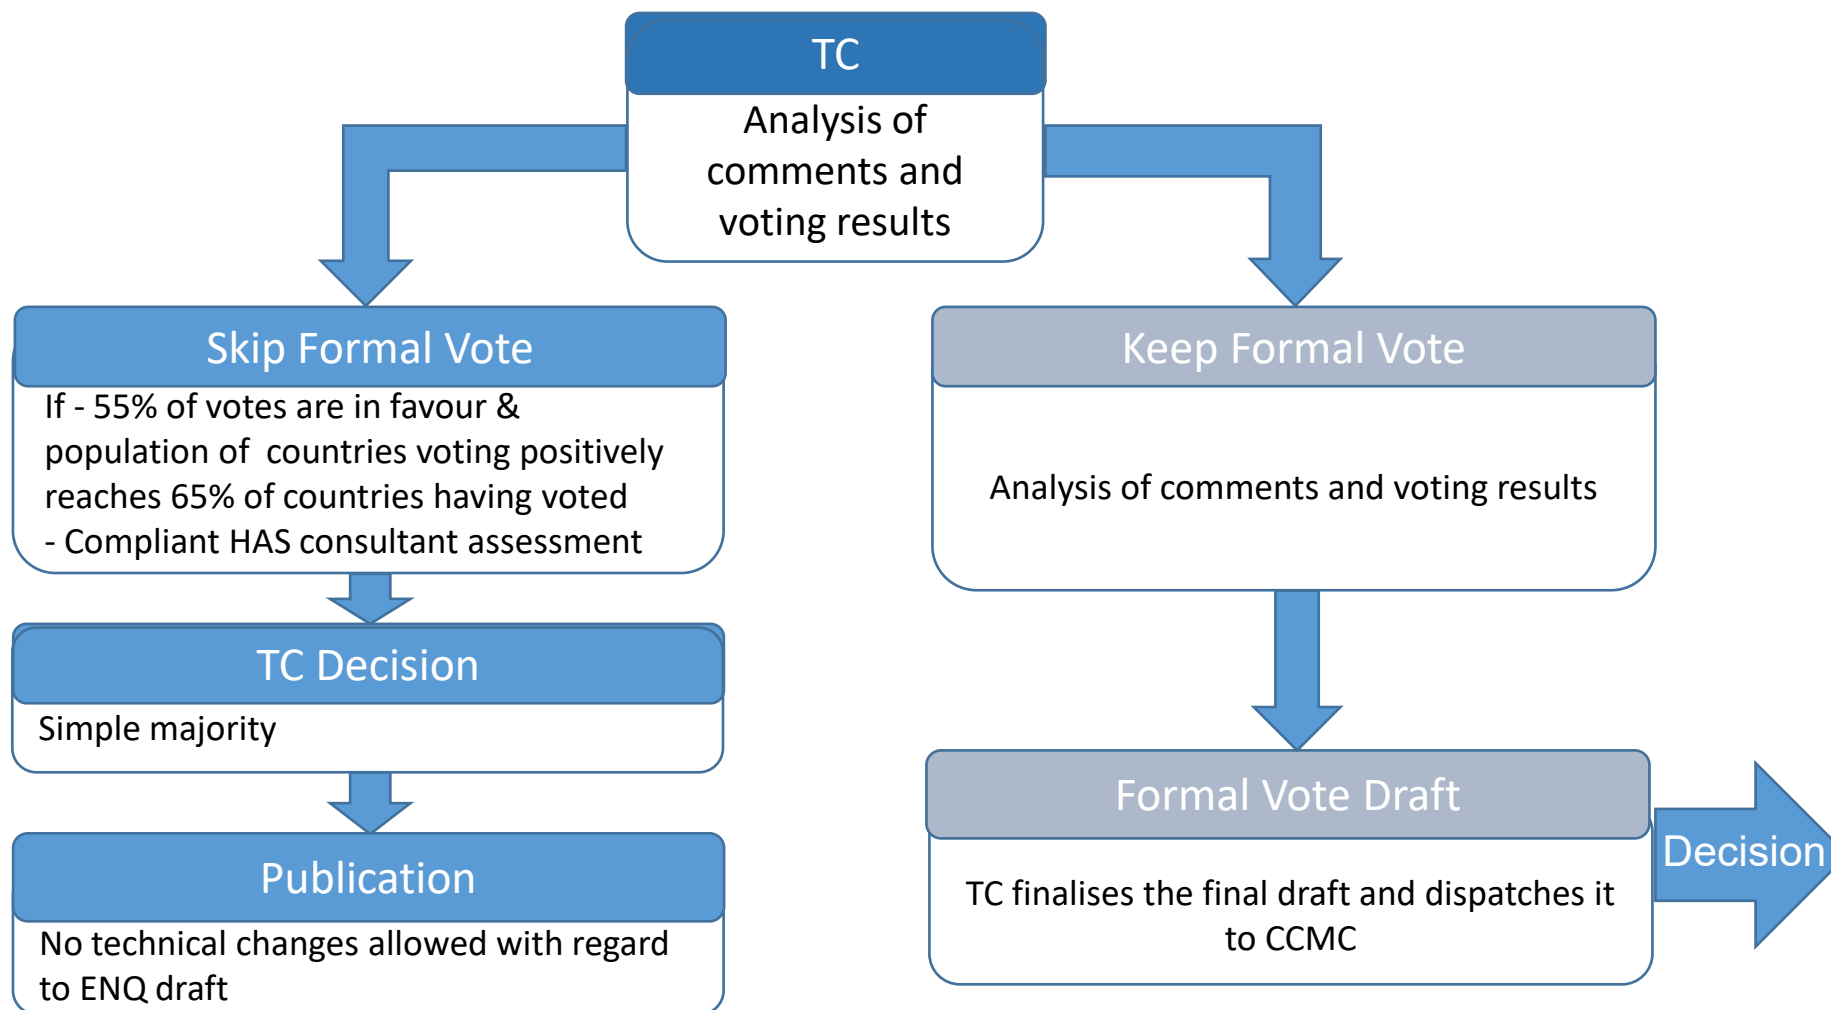 TC
Analysis of
comments and
voting results
Skip Formal Vote
If - 55% of votes are in favour &
population of  countries voting positively
reaches 65% of countries having voted
- Compliant HAS consultant assessment
TC Decision
Simple majority
Publication
No technical changes allowed with regard
to ENQ draft
Keep Formal Vote
Analysis of comments and voting results
Formal Vote Draft
TC finalises the final draft and dispatches it
to CCMC
Decision